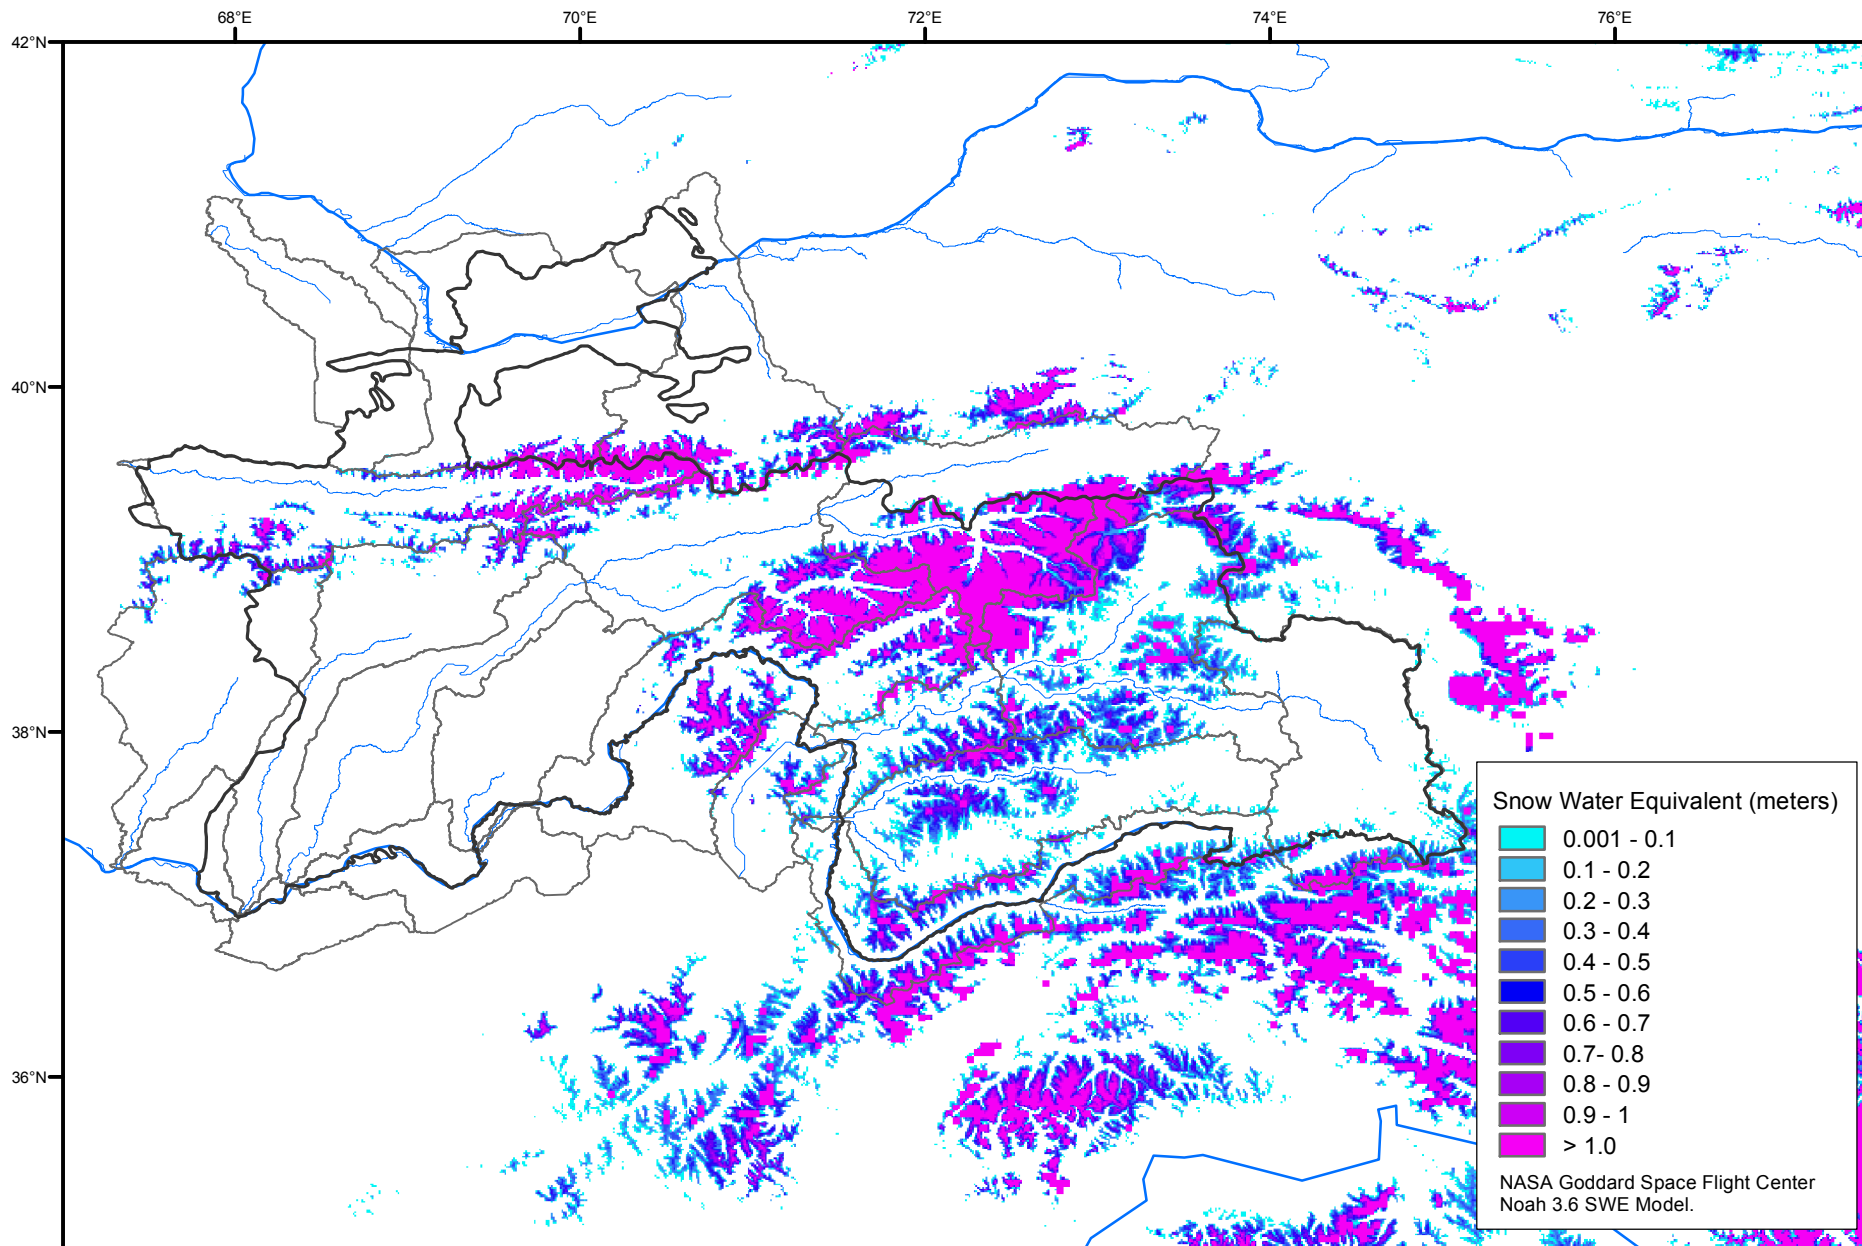 68°E 70°E 72°E 74°E 76°E
42°N
40°N
38°N
36°N
Snow Water Equivalent (meters)
0.001 - 0.1
0.1 - 0.2
0.2 - 0.3
0.3 - 0.4
0.4 - 0.5
0.5 - 0.6
0.6 - 0.7
0.7- 0.8
0.8 - 0.9
0.9 - 1
> 1.0
NASA Goddard Space Flight Center
Noah 3.6 SWE Model.